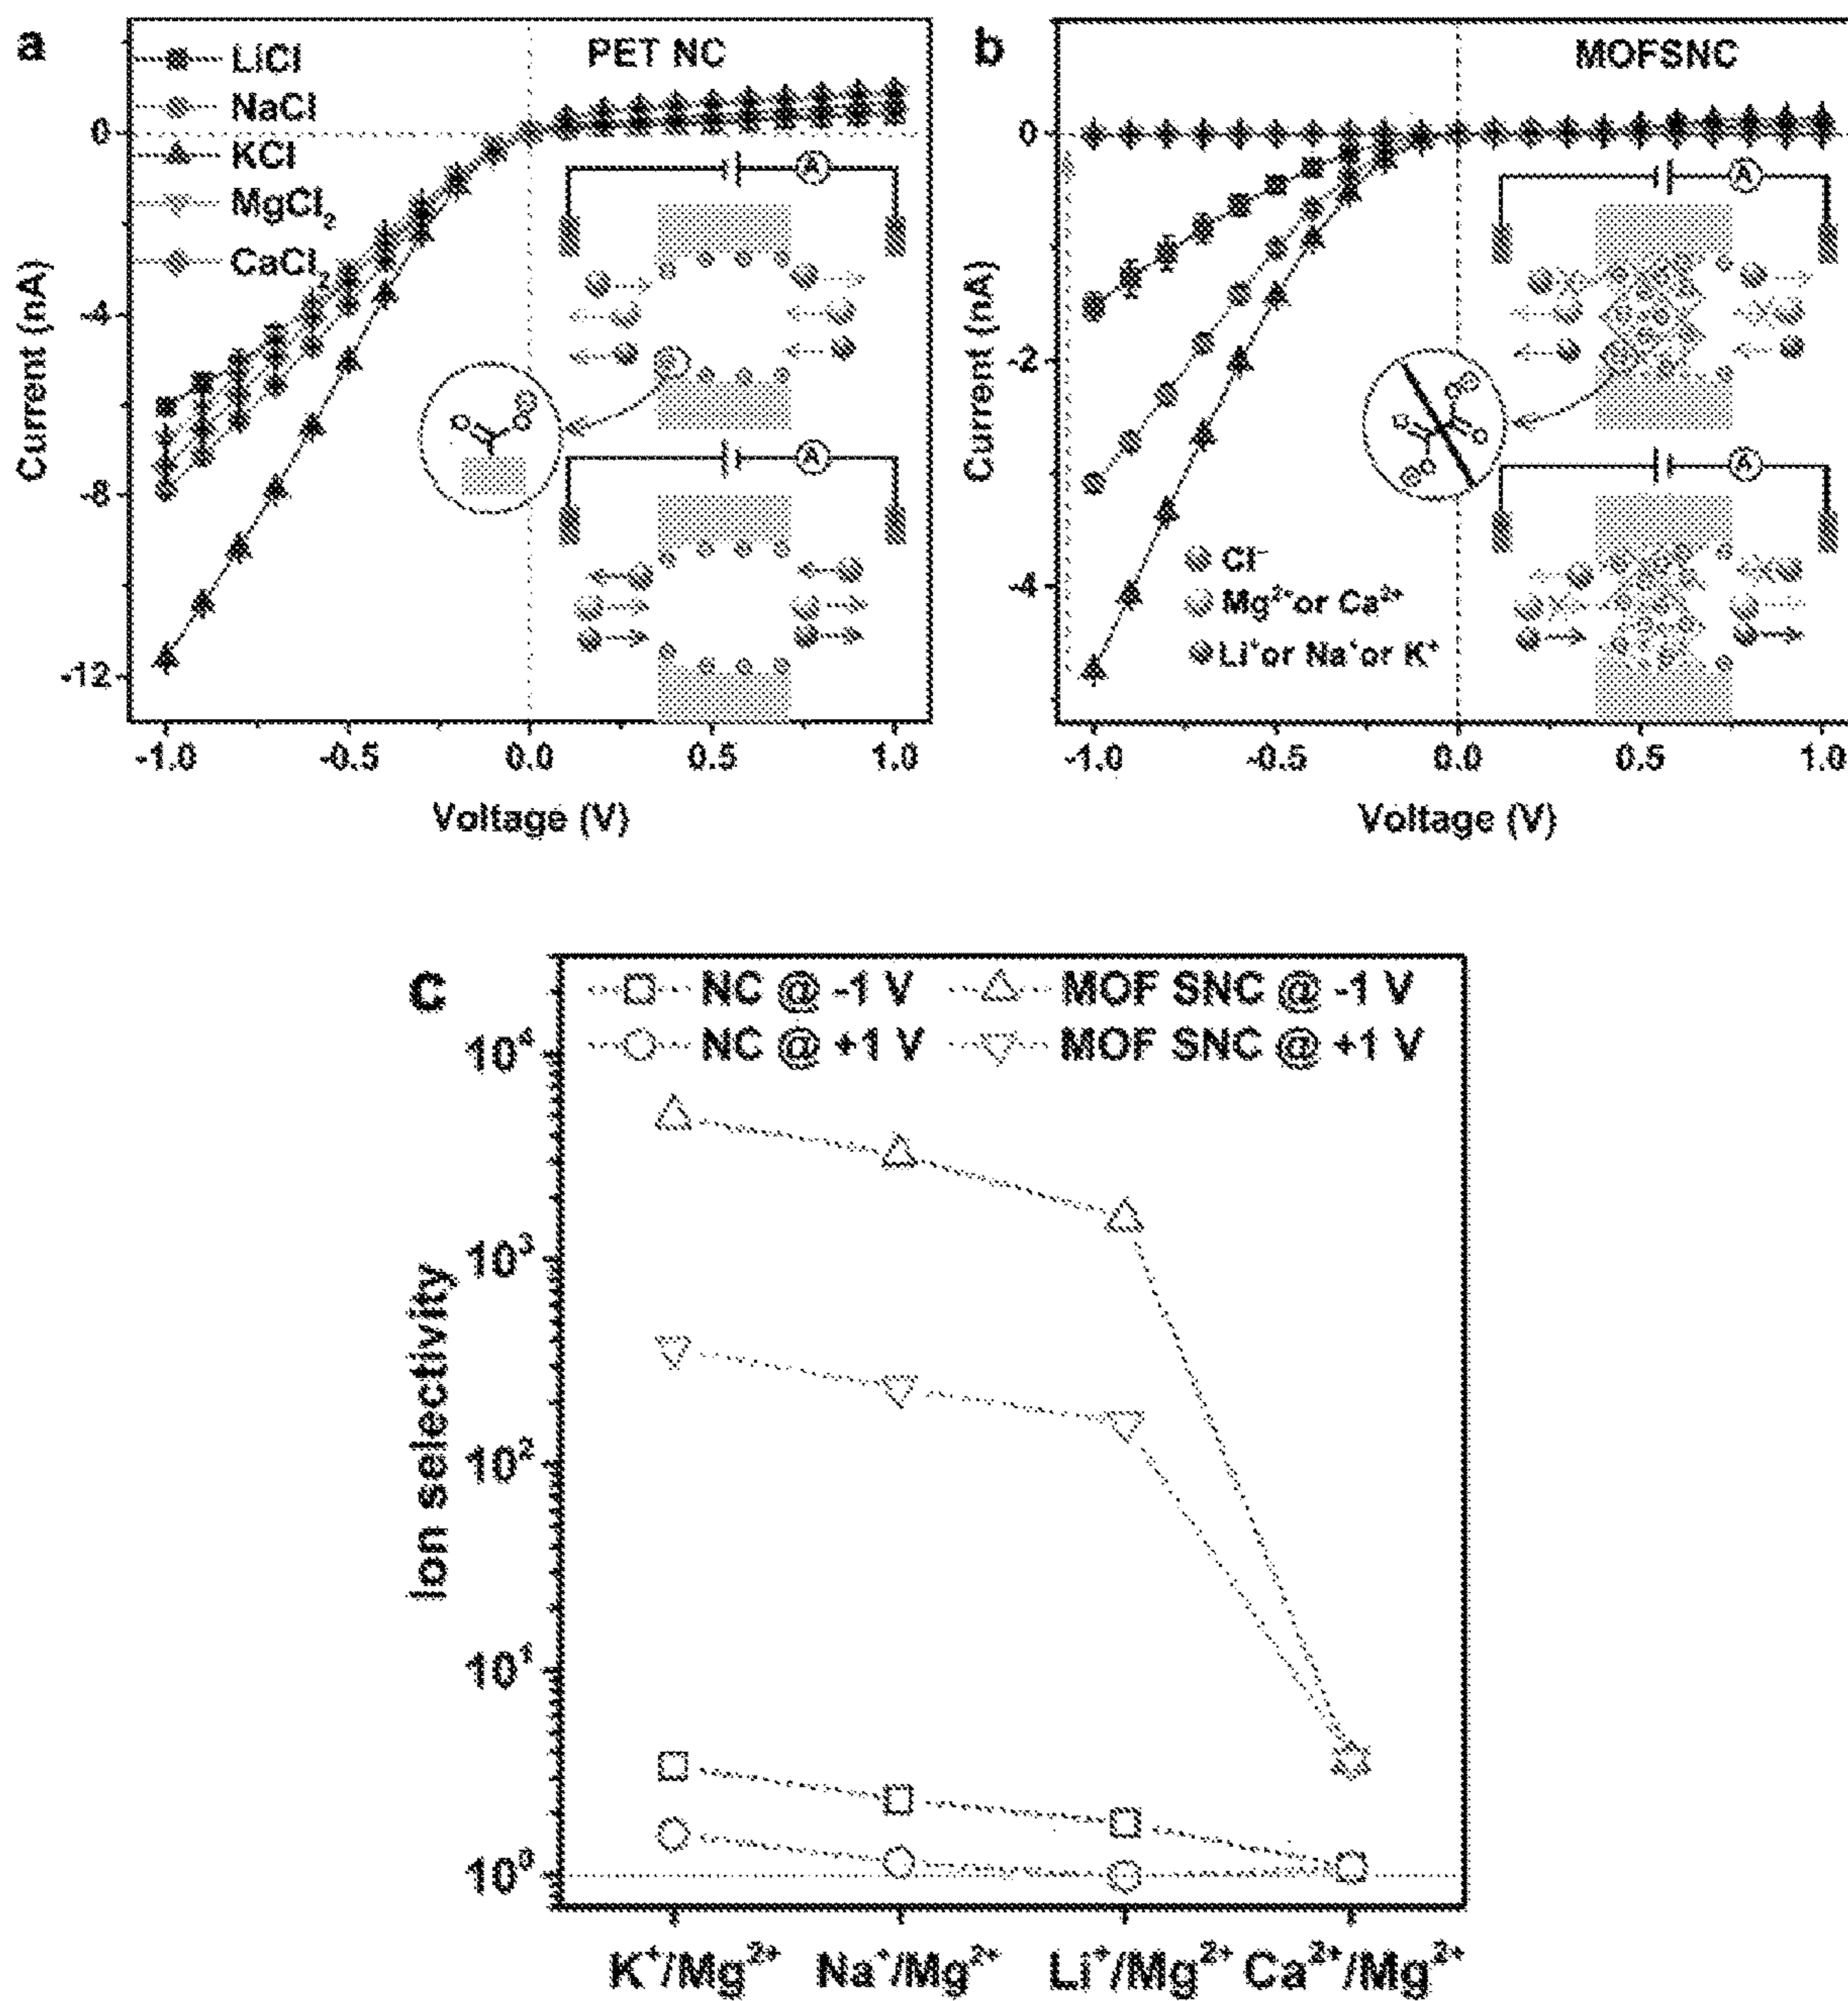 a
PET NC
LiCl
NaCl
KCl
MgCl₂
CaCl₂
A
A
0
-4
-8
-12
Current (nA)
-1.0 -0.5 0.0 0.5 1.0
Voltage (V)
b
MOFSNC
A
A
Cl⁻
Mg²⁺or Ca²⁺
Li⁺or Na⁺or K⁺
0
-2
-4
Current (nA)
-1.0 -0.5 0.0 0.5 1.0
Voltage (V)
c
NC @ -1 V MOF SNC @ -1 V
NC @ +1 V MOF SNC @ +1 V
10⁴
10³
10²
10¹
10⁰
Ion selectivity
K⁺/Mg²⁺ Na⁺/Mg²⁺ Li⁺/Mg²⁺ Ca²⁺/Mg²⁺